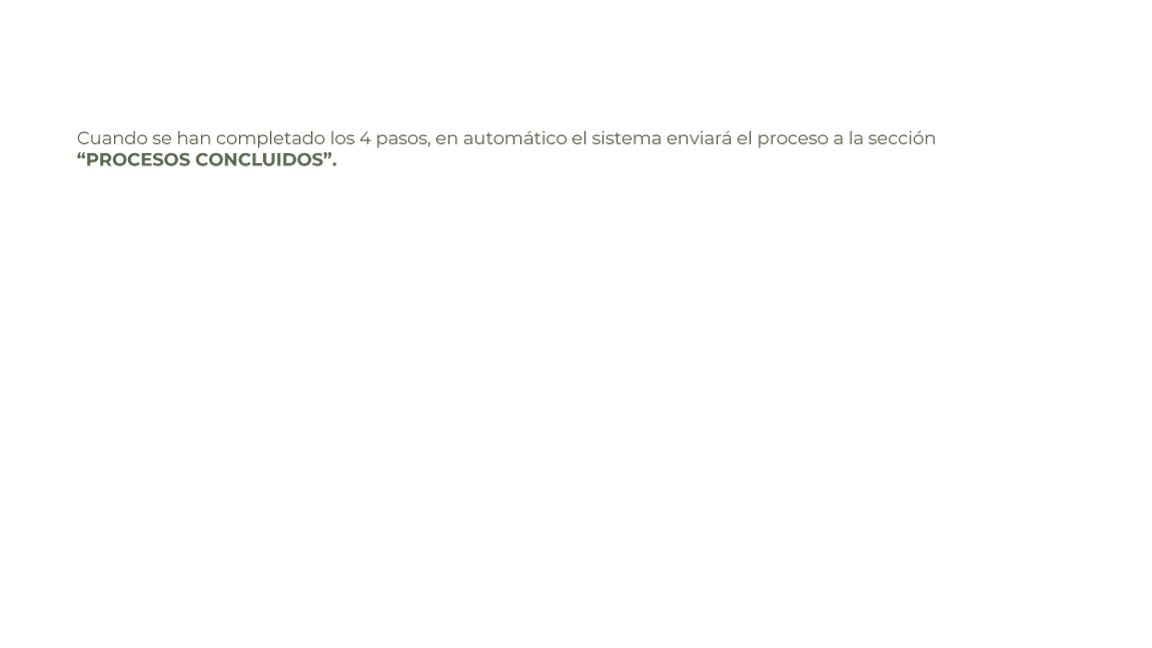 Cuando se han completado los 4 pasos, en automático el sistema enviará el proceso a la sección
“PROCESOS CONCLUIDOS”.